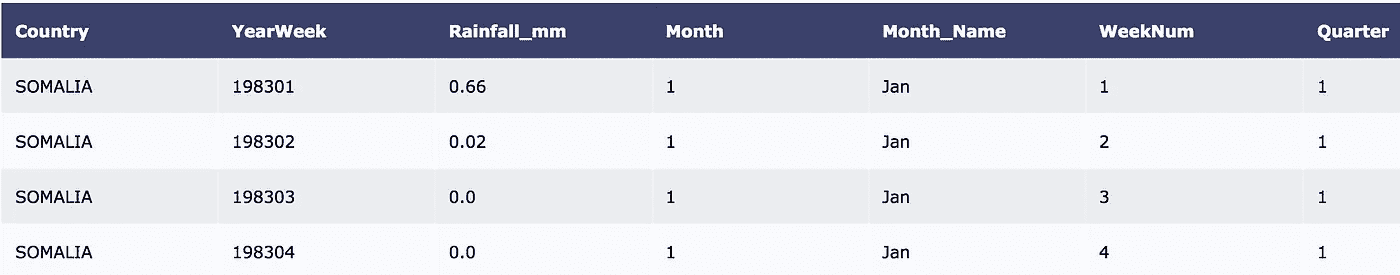 Country YearWeek Rainfall_mm Month Month_Name WeekNum Quarter
SOMALIA 198301 0.66 1 Jan 1 1
SOMALIA 198302 0.02 1 Jan 2 1
SOMALIA 198303 0.0 1 Jan 3 1
SOMALIA 198304 0.0 1 Jan 4 1